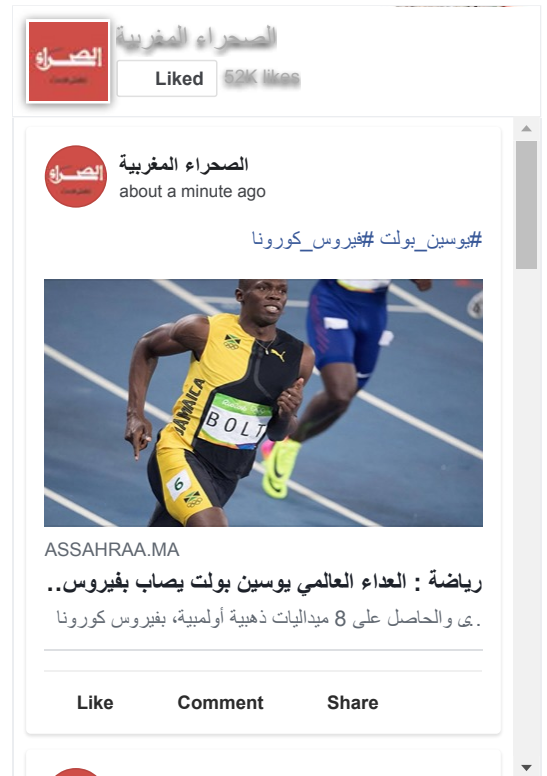 الصحراء المغربية
Liked
52K likes
الصحراء المغربية
about a minute ago
#يوسين_بولت #فيروس_كورونا
JAMAICA
BOLT
6
ASSAHRAA.MA
رياضة : العداء العالمي يوسين بولت يصاب بفيروس..
والحاصل على 8 ميداليات ذهبية أولمبية، بفيروس كورونا
Like
Comment
Share